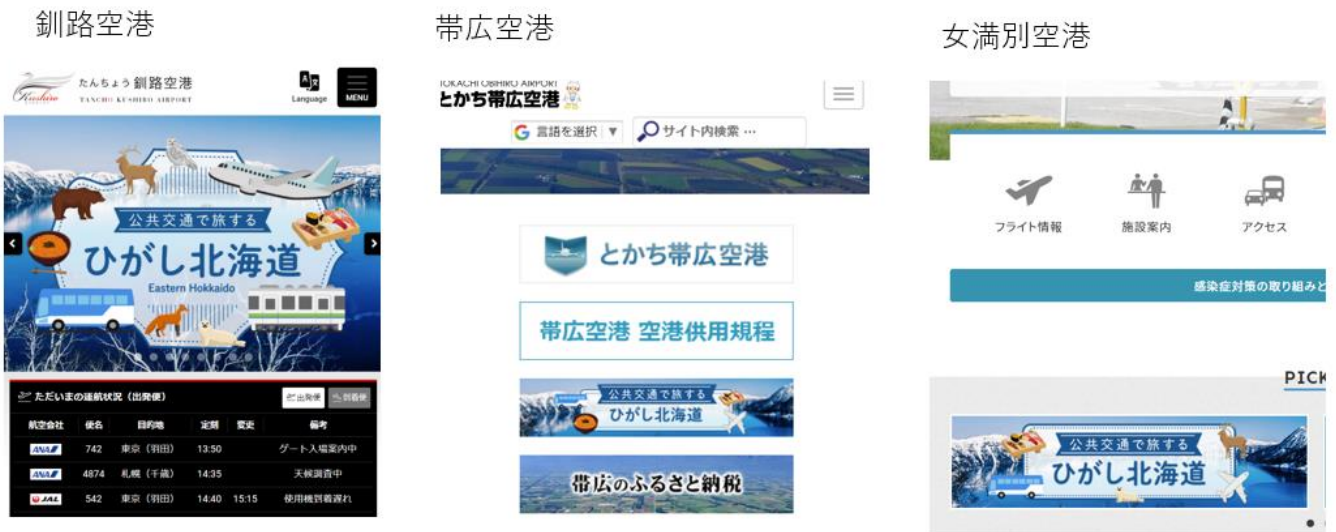 釧路空港
Kushiro
たんちょう釧路空港
TANCHO KUSHIRO AIRPORT
Language
MENU
公共交通で旅する
ひがし北海道
Eastern Hokkaido
ただいまの運航状況（出発便）
出発便
到着便
航空会社 便名 目的地 定刻 変更 備考
ANA 742 東京（羽田） 13:50 ゲート入場案内中
ANA 4874 札幌（千歳） 14:35 天候調査中
JAL 542 東京（羽田） 14:40 15:15 使用機到着遅れ
帯広空港
TOKACHI OBIHIRO AIRPORT
とかち帯広空港
G 言語を選択 ▼
サイト内検索 …
とかち帯広空港
帯広空港 空港供用規程
公共交通で旅する
ひがし北海道
帯広のふるさと納税
女満別空港
フライト情報
施設案内
アクセス
感染症対策の取り組みと
PICK
公共交通で旅する
ひがし北海道